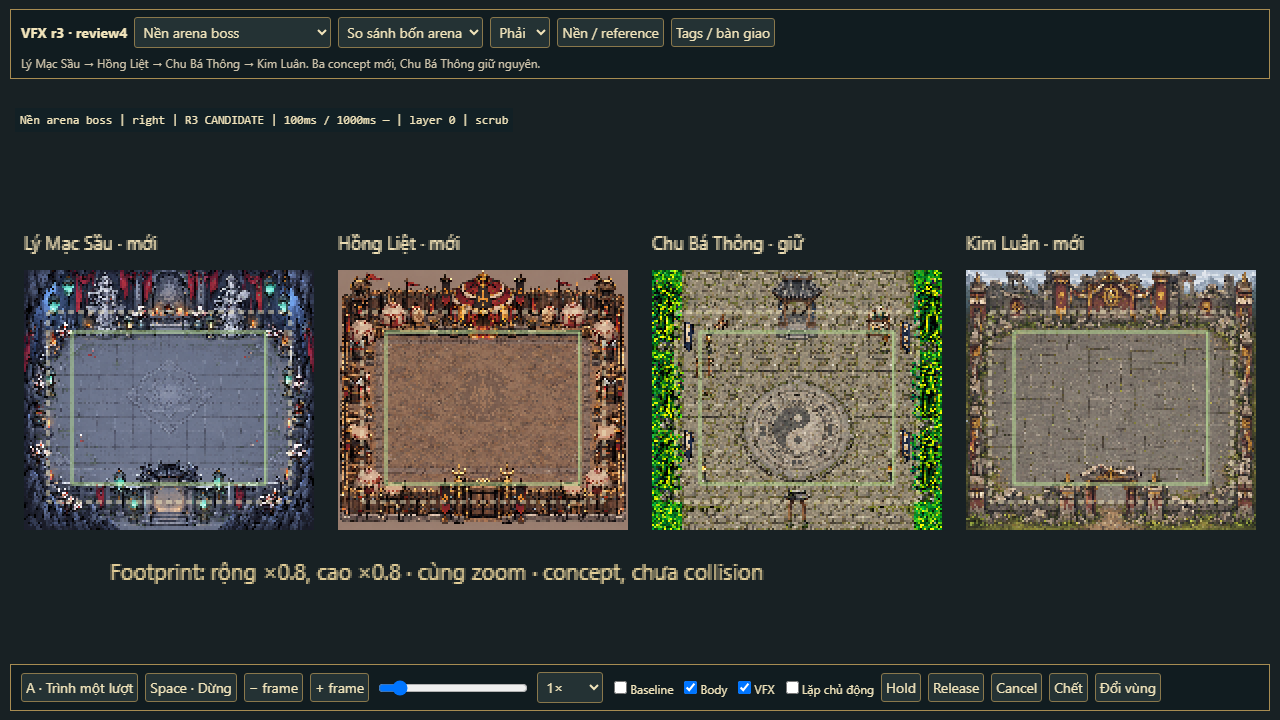 VFX r3 · review4 Nền arena boss So sánh bốn arena Phải Nền / reference Tags / bàn giao
Lý Mạc Sầu → Hồng Liệt → Chu Bá Thông → Kim Luân. Ba concept mới, Chu Bá Thông giữ nguyên.
Nền arena boss | right | R3 CANDIDATE | 100ms / 1000ms — | layer 0 | scrub
Lý Mạc Sầu · mới Hồng Liệt · mới Chu Bá Thông · giữ Kim Luân · mới
Footprint: rộng ×0.8, cao ×0.8 · cùng zoom · concept, chưa collision
A · Trình một lượt Space · Dừng − frame + frame 1× Baseline Body VFX Lặp chủ động Hold Release Cancel Chết Đổi vùng